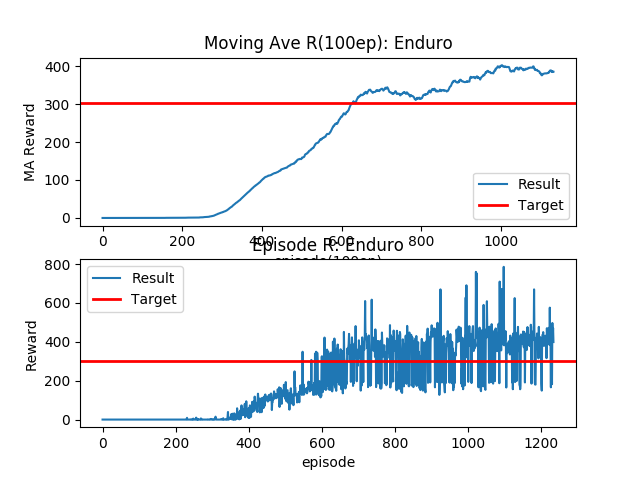 Moving Ave R(100ep): Enduro
MA Reward
400
300
200
100
0
Result
Target
0 200 400 600 800 1000
episode(100ep)
Episode R: Enduro
Reward
800
600
400
200
0
Result
Target
0 200 400 600 800 1000 1200
episode